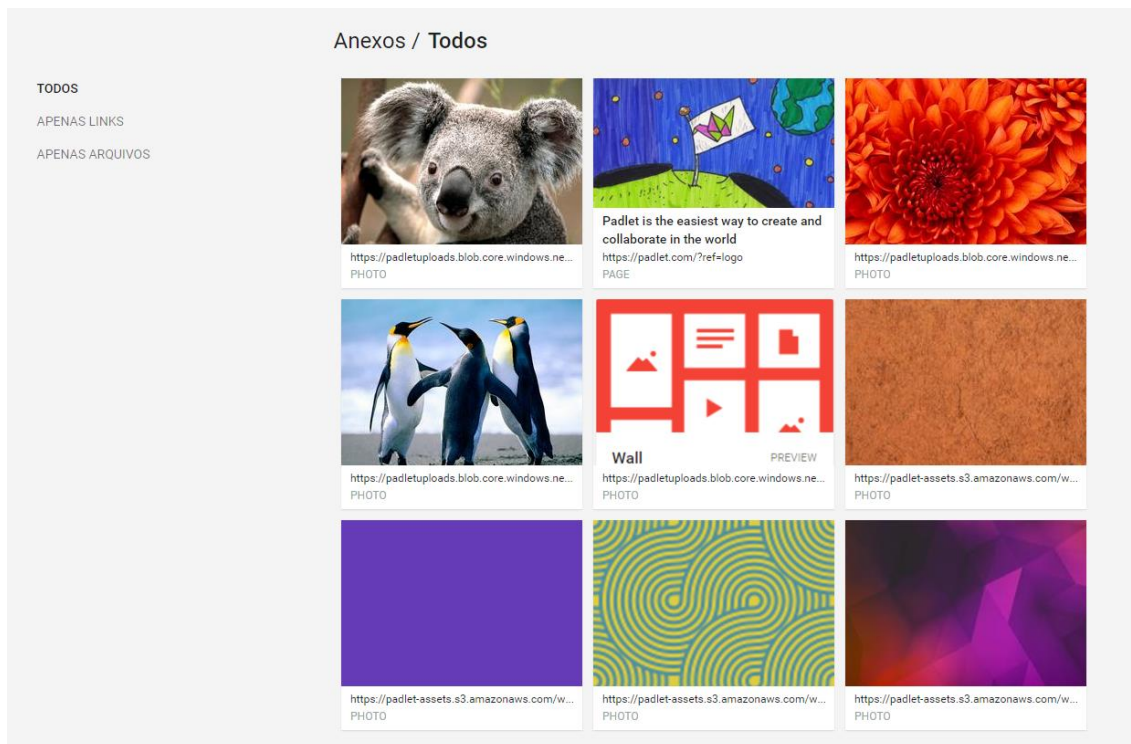 Anexos / Todos
TODOS
APENAS LINKS
APENAS ARQUIVOS
https://padletuploads.blob.core.windows.ne...
PHOTO
Padlet is the easiest way to create and
collaborate in the world
https://padlet.com/?ref=logo
PAGE
https://padletuploads.blob.core.windows.ne...
PHOTO
https://padletuploads.blob.core.windows.ne...
PHOTO
Wall PREVIEW
https://padletuploads.blob.core.windows.ne...
PHOTO
https://padlet-assets.s3.amazonaws.com/w...
PHOTO
https://padlet-assets.s3.amazonaws.com/w...
PHOTO
https://padlet-assets.s3.amazonaws.com/w...
PHOTO
https://padlet-assets.s3.amazonaws.com/w...
PHOTO